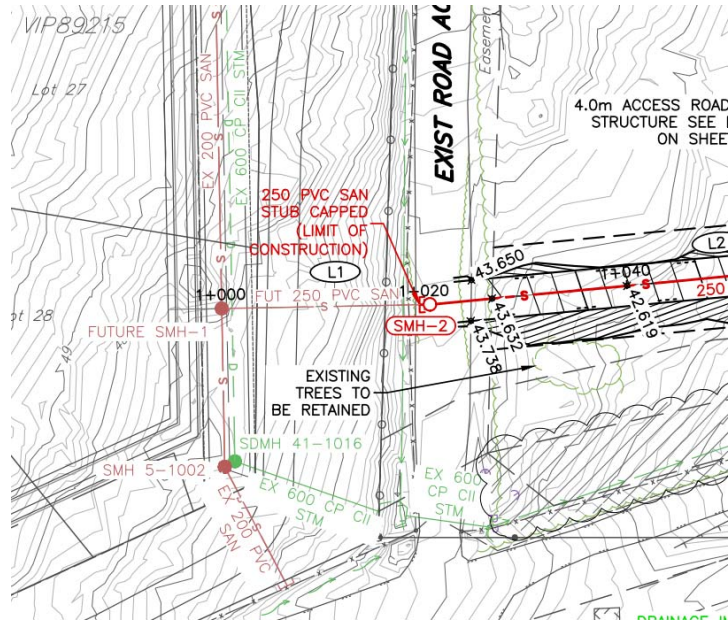 VIP89215
Lot 27
EX 200 PVC SAN
EX 600 CP CII STM
EXIST ROAD AC
Easemen
4.0m ACCESS ROAD
STRUCTURE SEE
ON SHEET
250 PVC SAN
STUB CAPPED
(LIMIT OF
CONSTRUCTION)
L1
L2
43.650
1+000
FUT 250 PVC SAN
1+020
1+040
250
ot 28
FUTURE SMH-1
SMH-2
43.632
43.738
42.619
49
EXISTING
TREES TO
BE RETAINED
SDMH 41-1016
SMH 5-1002
EX 600 CP CII
STM
EX 600
CP CII
STM
EX 200 PVC
SAN
S
S
S
S
S
S
S
DRAINAGE